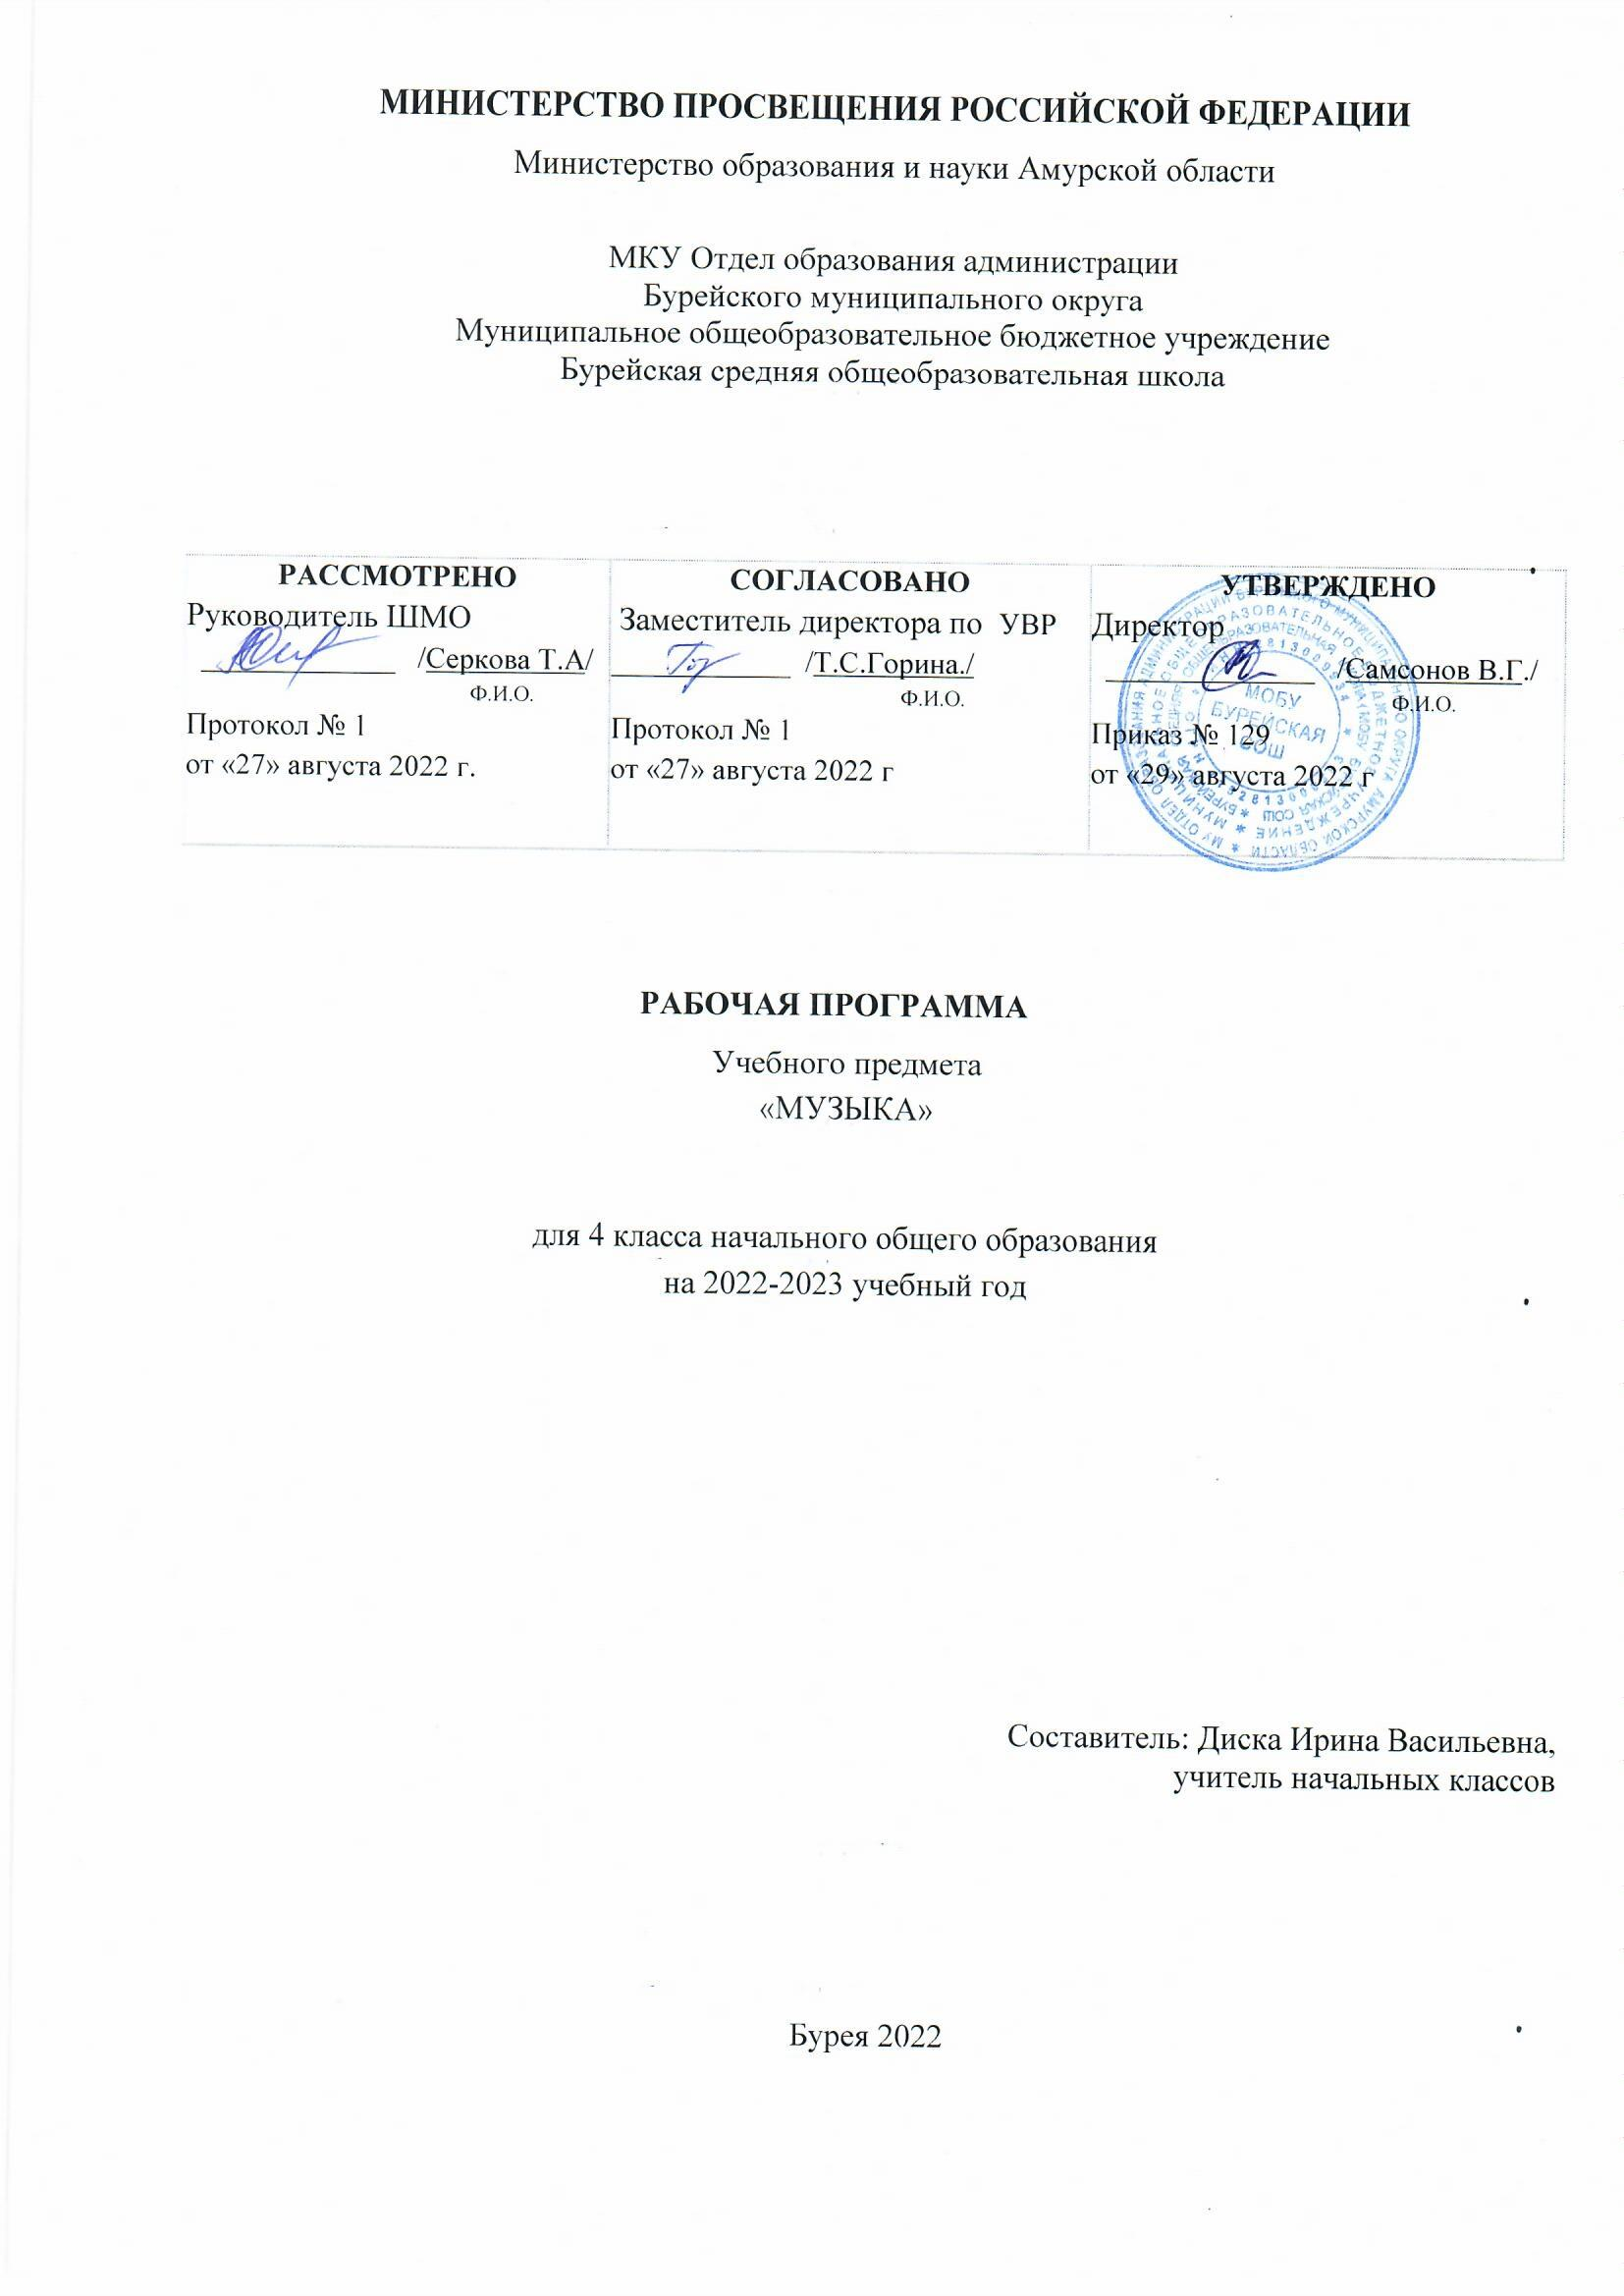 МИНИСТЕРСТВО ПРОСВЕЩЕНИЯ РОССИЙСКОЙ ФЕДЕРАЦИИ
Министерство образования и науки Амурской области
МКУ Отдел образования администрации
Бурейского муниципального округа
Муниципальное общеобразовательное бюджетное учреждение
Бурейская средняя общеобразовательная школа
РАССМОТРЕНО
Руководитель ШМО
/Серкова Т.А/
Ф.И.О.
Протокол № 1
от «27» августа 2022 г.
СОГЛАСОВАНО
Заместитель директора по УВР
/Т.С.Горина./
Ф.И.О.
Протокол № 1
от «27» августа 2022 г
УТВЕРЖДЕНО
Директор
/Самсонов В.Г./
Ф.И.О.
Приказ № 129
от «29» августа 2022 г
МОБУ
БУРЕЙСКАЯ
СОШ
РАБОЧАЯ ПРОГРАММА
Учебного предмета
«МУЗЫКА»
для 4 класса начального общего образования
на 2022-2023 учебный год
Составитель: Диска Ирина Васильевна,
учитель начальных классов
Бурея 2022